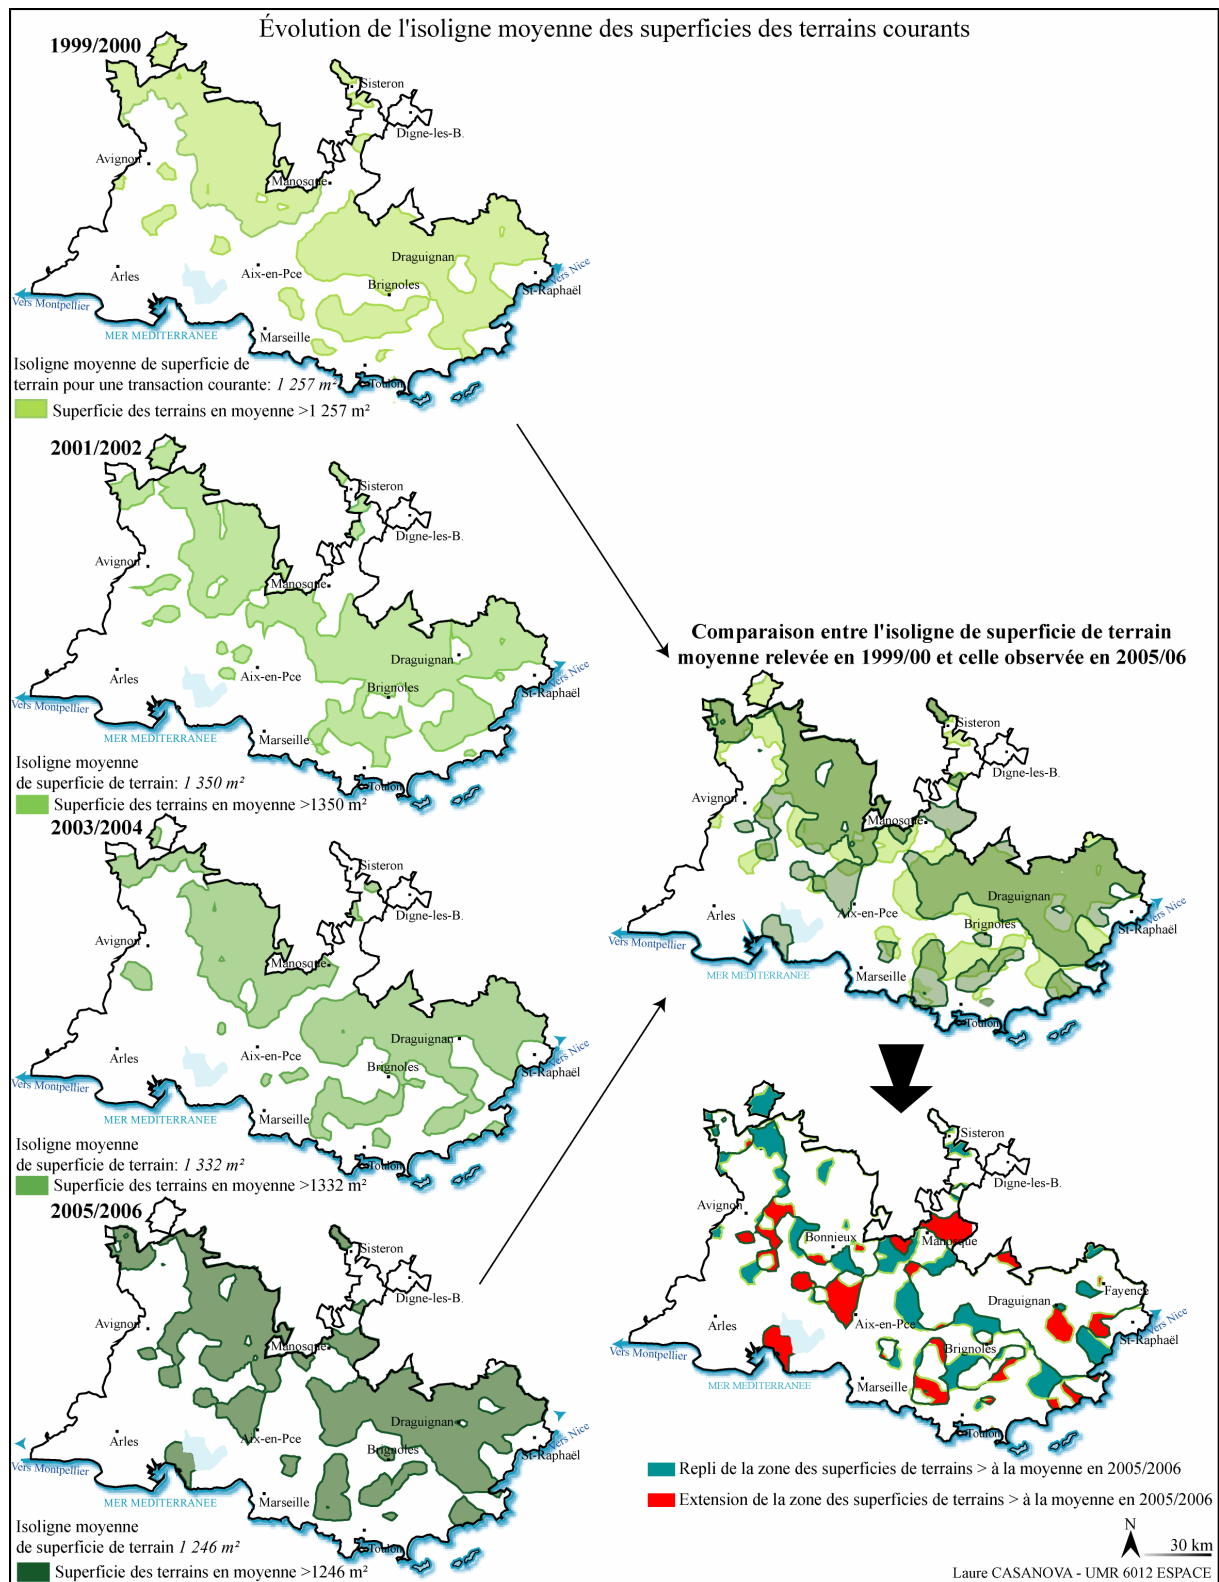 Évolution de l'isoligne moyenne des superficies des terrains courants
1999/2000
Sisteron
Digne-les-B.
Avignon
Manosque
Draguignan
Arles
Aix-en-Pce
Brignoles
Vers Nice
St-Raphaël
Vers Montpellier
MER MEDITERRANEE
Marseille
Toulon
Isoligne moyenne de superficie de
terrain pour une transaction courante: 1 257 m²
Superficie des terrains en moyenne >1 257 m²
2001/2002
Sisteron
Digne-les-B.
Avignon
Manosque
Draguignan
Arles
Aix-en-Pce
Brignoles
Vers Nice
St-Raphaël
Vers Montpellier
MER MEDITERRANEE
Marseille
Toulon
Isoligne moyenne
de superficie de terrain: 1 350 m²
Superficie des terrains en moyenne >1350 m²
2003/2004
Sisteron
Digne-les-B.
Avignon
Manosque
Draguignan
Arles
Aix-en-Pce
Brignoles
Vers Nice
St-Raphaël
Vers Montpellier
MER MEDITERRANEE
Marseille
Toulon
Isoligne moyenne
de superficie de terrain: 1 332 m²
Superficie des terrains en moyenne >1332 m²
2005/2006
Sisteron
Digne-les-B.
Avignon
Manosque
Draguignan
Arles
Aix-en-Pce
Brignoles
Vers Nice
St-Raphaël
Vers Montpellier
MER MEDITERRANEE
Marseille
Toulon
Isoligne moyenne
de superficie de terrain 1 246 m²
Superficie des terrains en moyenne >1246 m²
Comparaison entre l'isoligne de superficie de terrain
moyenne relevée en 1999/00 et celle observée en 2005/06
Sisteron
Digne-les-B.
Avignon
Manosque
Draguignan
Arles
Aix-en-Pce
Brignoles
Vers Nice
St-Raphaël
Vers Montpellier
MER MEDITERRANEE
Marseille
Toulon
Sisteron
Digne-les-B.
Avignon
Bonnieux
Manosque
Fayence
Draguignan
Arles
Aix-en-Pce
Vers Nice
St-Raphaël
Brignoles
Vers Montpellier
MER MEDITERRANEE
Marseille
Toulon
Repli de la zone des superficies de terrains > à la moyenne en 2005/2006
Extension de la zone des superficies de terrains > à la moyenne en 2005/2006
N
30 km
Laure CASANOVA - UMR 6012 ESPACE